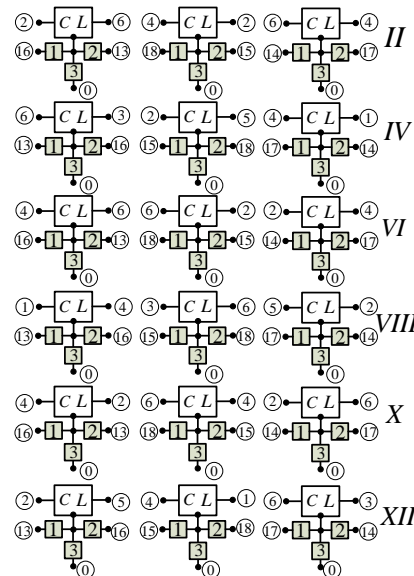 ② C L ⑥ ④ C L ② ⑥ C L ④
⑯ 1 2 ⑬ ⑱ 1 2 ⑮ ⑭ 1 2 ⑰ II
3 3 3
⓪ ⓪ ⓪
⑥ C L ③ ② C L ⑤ ④ C L ①
⑬ 1 2 ⑯ ⑮ 1 2 ⑱ ⑰ 1 2 ⑭ IV
3 3 3
⓪ ⓪ ⓪
④ C L ⑥ ⑥ C L ② ② C L ④
⑯ 1 2 ⑬ ⑱ 1 2 ⑮ ⑭ 1 2 ⑰ VI
3 3 3
⓪ ⓪ ⓪
① C L ④ ③ C L ⑥ ⑤ C L ②
⑬ 1 2 ⑯ ⑮ 1 2 ⑱ ⑰ 1 2 ⑭ VIII
3 3 3
⓪ ⓪ ⓪
④ C L ② ⑥ C L ④ ② C L ⑥
⑯ 1 2 ⑬ ⑱ 1 2 ⑮ ⑭ 1 2 ⑰ X
3 3 3
⓪ ⓪ ⓪
② C L ⑤ ④ C L ① ⑥ C L ③
⑬ 1 2 ⑯ ⑮ 1 2 ⑱ ⑰ 1 2 ⑭ XII
3 3 3
⓪ ⓪ ⓪